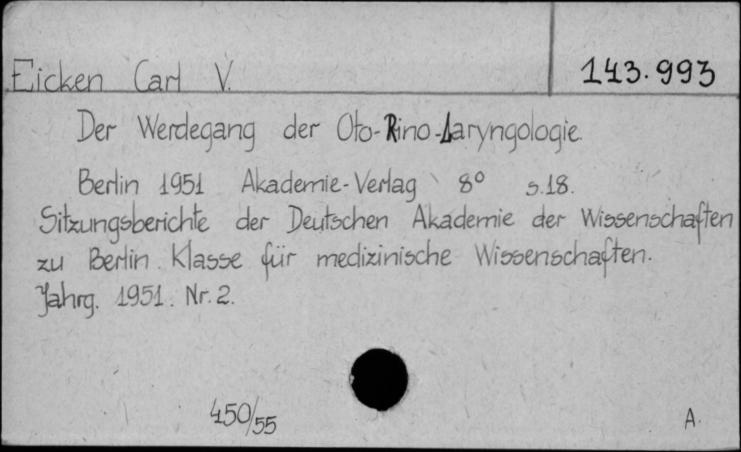 Eicken Carl V.
143.993
Der Werdegang der Oto-Rino-Laryngologie.
Berlin 1951 Akademie-Verlag 8° s.18.
Sitzungsberichte der Deutschen Akademie der Wissenschaften
zu Berlin. Klasse für medizinische Wissenschaften.
Jahrg. 1951. Nr. 2.
450/55
A.